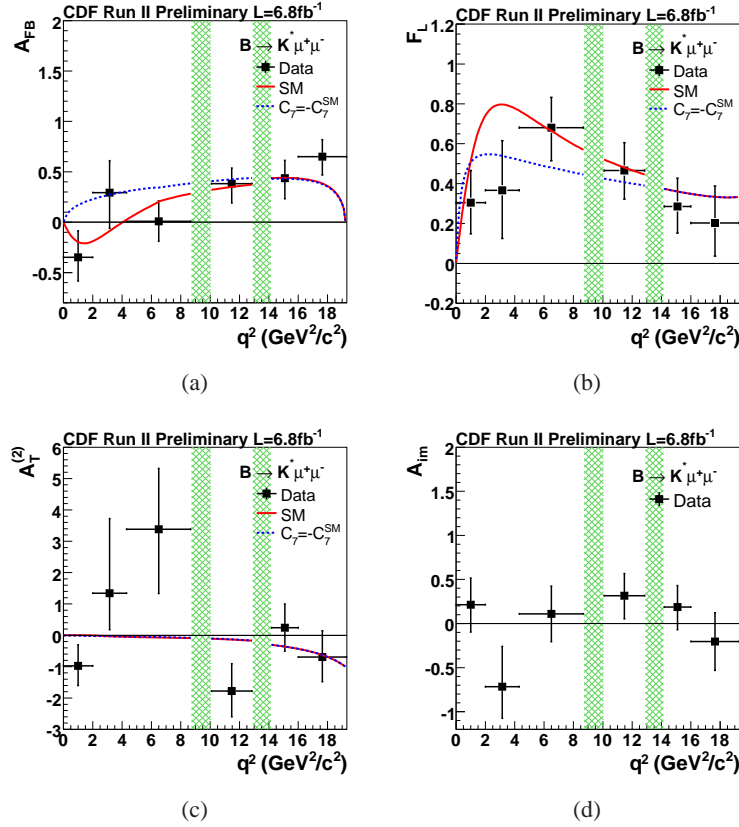 CDF Run II Preliminary L=6.8fb⁻¹
A_FB
B → K* μ⁺μ⁻
Data
SM
C₇=-C₇^SM
2
1.5
1
0.5
0
-0.5
0 2 4 6 8 10 12 14 16 18
q² (GeV²/c²)
(a)
CDF Run II Preliminary L=6.8fb⁻¹
F_L
B → K* μ⁺μ⁻
Data
SM
C₇=-C₇^SM
1.2
1
0.8
0.6
0.4
0.2
0
-0.2
0 2 4 6 8 10 12 14 16 18
q² (GeV²/c²)
(b)
CDF Run II Preliminary L=6.8fb⁻¹
A_T^(2)
B → K* μ⁺μ⁻
Data
SM
C₇=-C₇^SM
6
5
4
3
2
1
0
-1
-2
-3
0 2 4 6 8 10 12 14 16 18
q² (GeV²/c²)
(c)
CDF Run II Preliminary L=6.8fb⁻¹
A_im
B → K* μ⁺μ⁻
Data
2
1.5
1
0.5
0
-0.5
-1
0 2 4 6 8 10 12 14 16 18
q² (GeV²/c²)
(d)